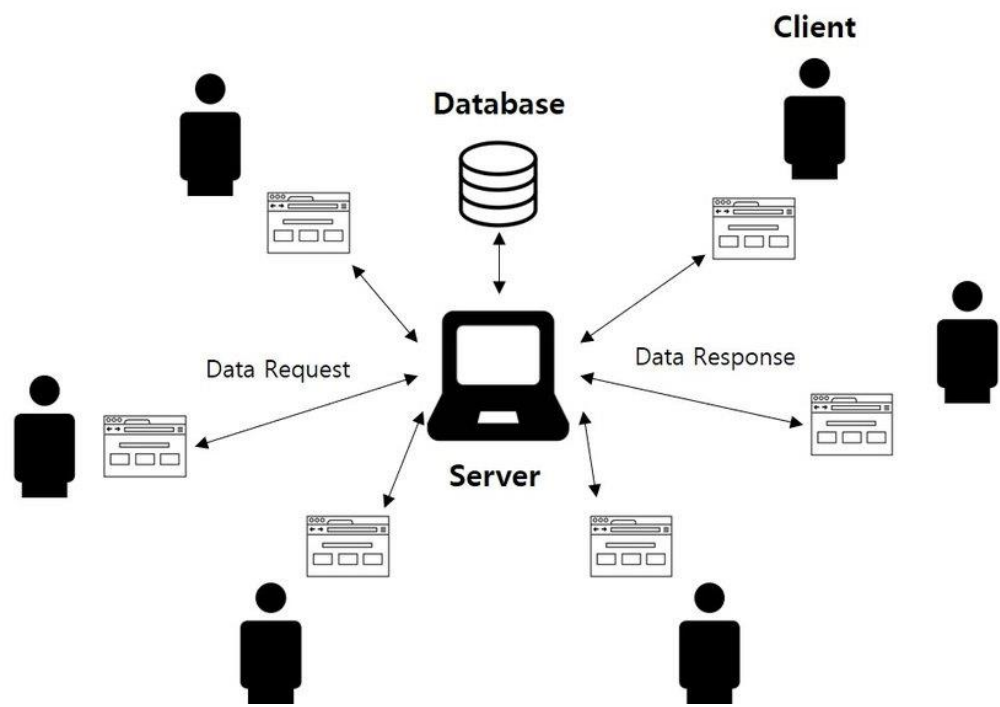 Client
Database
Data Request
Data Response
Server